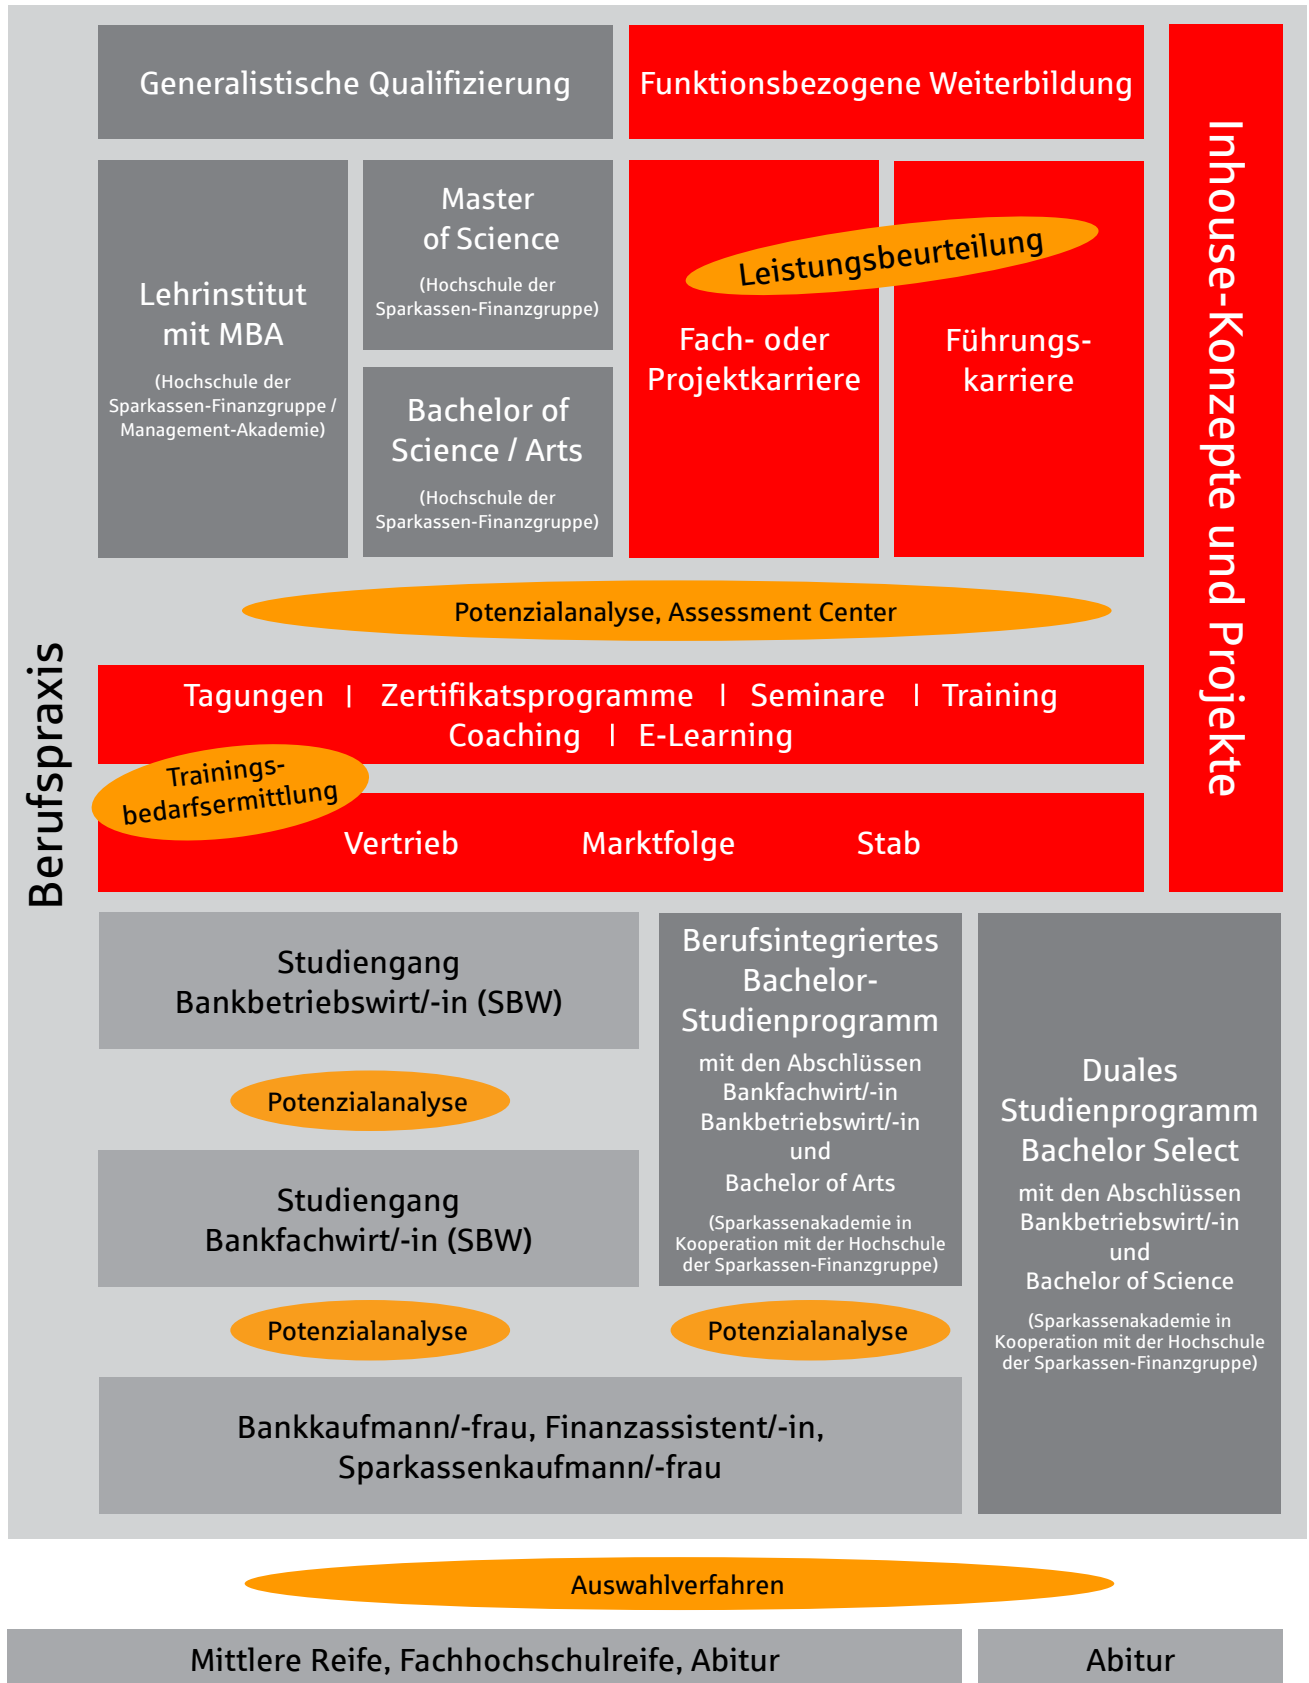 Generalistische Qualifizierung
Funktionsbezogene Weiterbildung
Inhouse-Konzepte und Projekte
Lehrinstitut
mit MBA
(Hochschule der
Sparkassen-Finanzgruppe /
Management-Akademie)
Master
of Science
(Hochschule der
Sparkassen-Finanzgruppe)
Bachelor of
Science / Arts
(Hochschule der
Sparkassen-Finanzgruppe)
Leistungsbeurteilung
Fach- oder
Projektkarriere
Führungs-
karriere
Potenzialanalyse, Assessment Center
Berufspraxis
Tagungen | Zertifikatsprogramme | Seminare | Training
Coaching | E-Learning
Trainings-
bedarfsermittlung
Vertrieb Marktfolge Stab
Studiengang
Bankbetriebswirt/-in (SBW)
Potenzialanalyse
Studiengang
Bankfachwirt/-in (SBW)
Potenzialanalyse
Berufsintegriertes
Bachelor-
Studienprogramm
mit den Abschlüssen
Bankfachwirt/-in
Bankbetriebswirt/-in
und
Bachelor of Arts
(Sparkassenakademie in
Kooperation mit der Hochschule
der Sparkassen-Finanzgruppe)
Potenzialanalyse
Duales
Studienprogramm
Bachelor Select
mit den Abschlüssen
Bankbetriebswirt/-in
und
Bachelor of Science
(Sparkassenakademie in
Kooperation mit der Hochschule
der Sparkassen-Finanzgruppe)
Bankkaufmann/-frau, Finanzassistent/-in,
Sparkassenkaufmann/-frau
Auswahlverfahren
Mittlere Reife, Fachhochschulreife, Abitur
Abitur